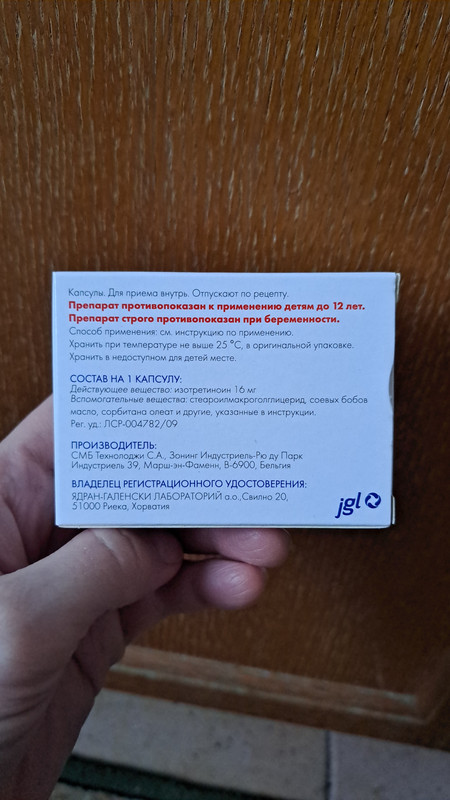 Капсулы. Для приема внутрь. Отпускают по рецепту.
Препарат противопоказан к применению детям до 12 лет.
Препарат строго противопоказан при беременности.
Способ применения: см. инструкцию по применению.
Хранить при температуре не выше 25 °C, в оригинальной упаковке.
Хранить в недоступном для детей месте.
СОСТАВ НА 1 КАПСУЛУ:
Действующее вещество: изотретиноин 16 мг
Вспомогательные вещества: стеароилмакроголглицерид, соевых бобов
масло, сорбитана олеат и другие, указанные в инструкции.
Рег. уд.: ЛСР-004782/09
ПРОИЗВОДИТЕЛЬ:
СМБ Технолоджи С.А., Зонинг Индустриель-Рю ду Парк
Индустриель 39, Марш-эн-Фаменн, В-6900, Бельгия
ВЛАДЕЛЕЦ РЕГИСТРАЦИОННОГО УДОСТОВЕРЕНИЯ:
ЯДРАН-ГАЛЕНСКИ ЛАБОРАТОРИЙ а.о.,Свилно 20,
51000 Риека, Хорватия
jgl